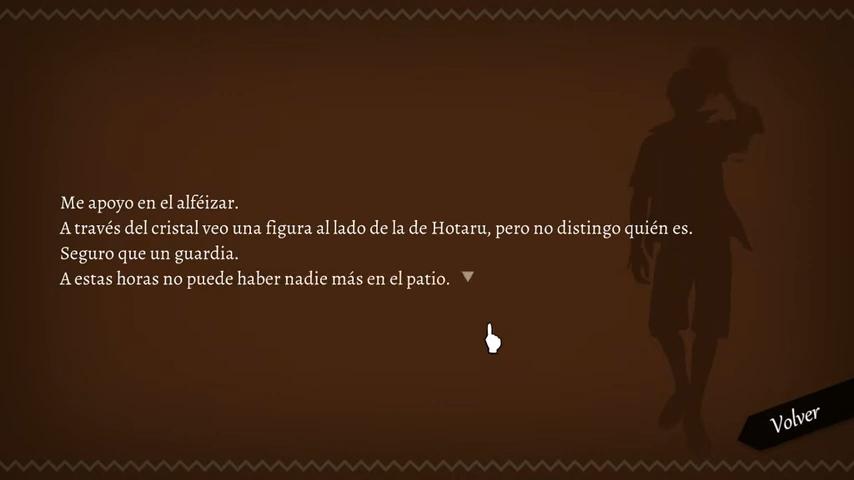 Me apoyo en el alféizar.
A través del cristal veo una figura al lado de la de Hotaru, pero no distingo quién es.
Seguro que un guardia.
A estas horas no puede haber nadie más en el patio.
Volver